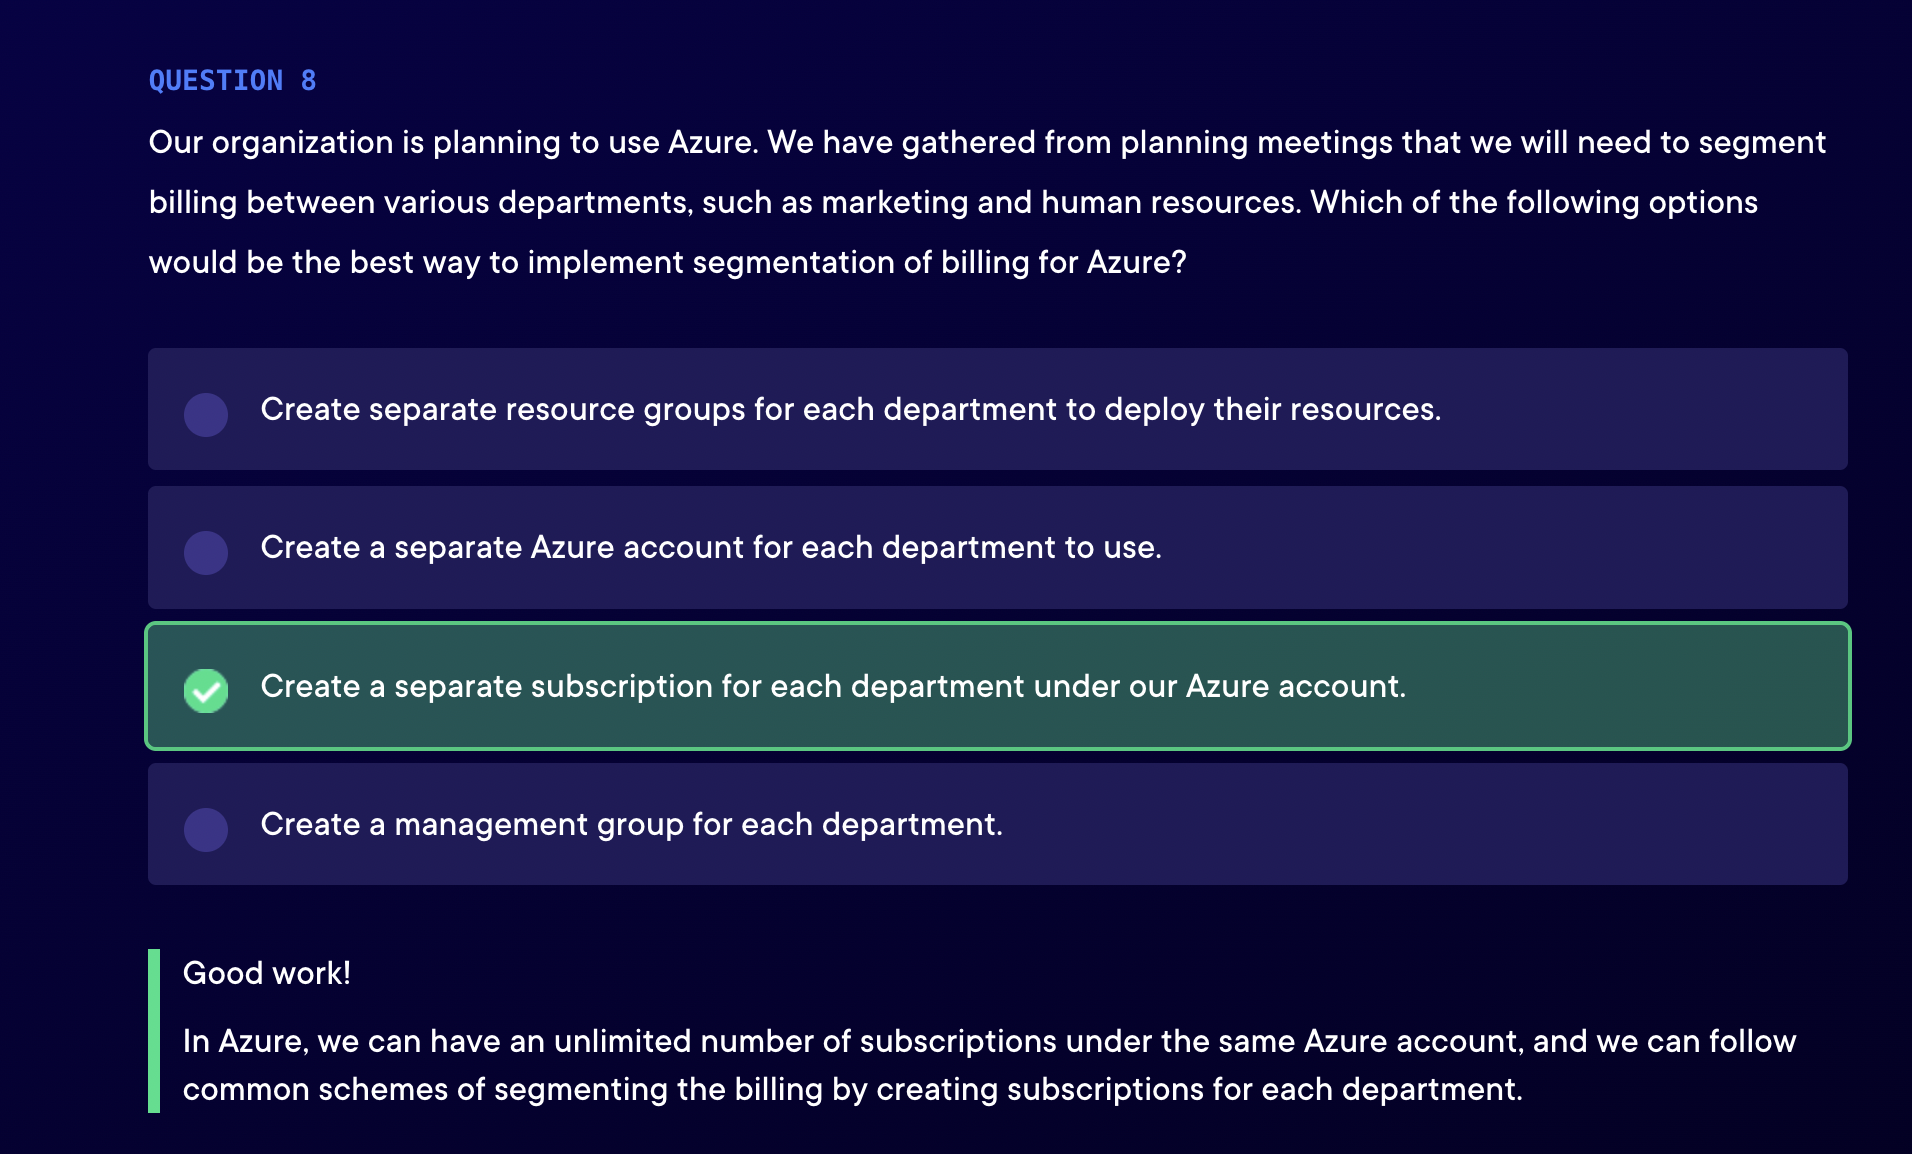 QUESTION 8
Our organization is planning to use Azure. We have gathered from planning meetings that we will need to segment
billing between various departments, such as marketing and human resources. Which of the following options
would be the best way to implement segmentation of billing for Azure?
Create separate resource groups for each department to deploy their resources.
Create a separate Azure account for each department to use.
Create a separate subscription for each department under our Azure account.
Create a management group for each department.
Good work!
In Azure, we can have an unlimited number of subscriptions under the same Azure account, and we can follow
common schemes of segmenting the billing by creating subscriptions for each department.